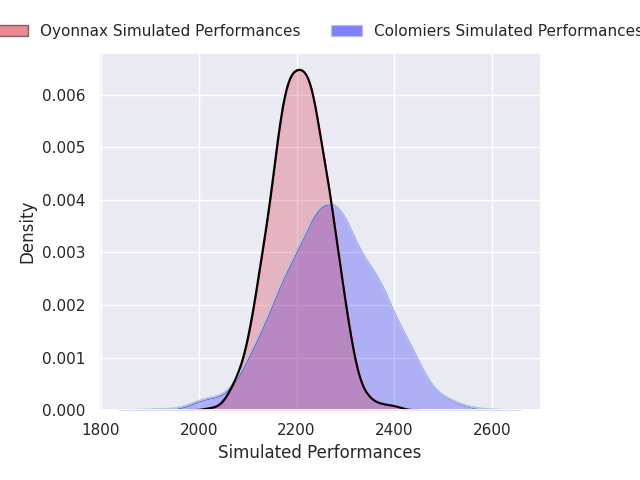 Oyonnax Simulated Performances
Colomiers Simulated Performances
0.006
0.005
0.004
0.003
0.002
0.001
0.000
Density
1800 2000 2200 2400 2600
Simulated Performances